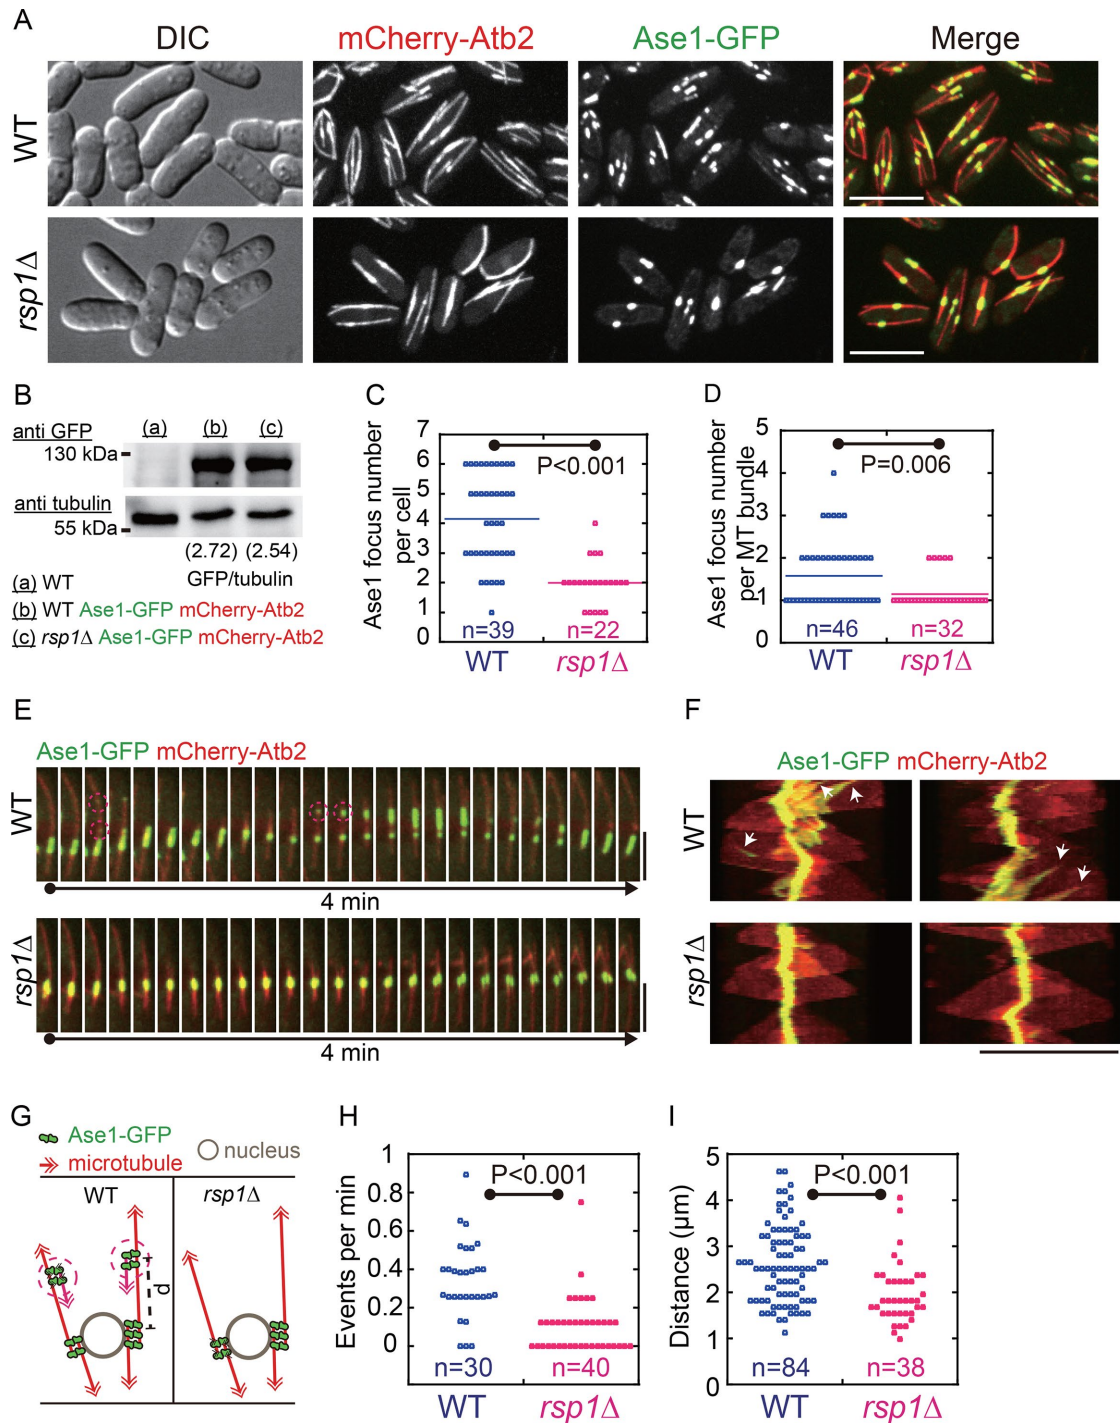 A
DIC mCherry-Atb2 Ase1-GFP Merge
WT
rsp1Δ
B
anti GFP (a) (b) (c)
130 kDa
anti tubulin
55 kDa
(2.72) (2.54)
(a) WT GFP/tubulin
(b) WT Ase1-GFP mCherry-Atb2
(c) rsp1Δ Ase1-GFP mCherry-Atb2
C
Ase1 focus number
per cell
7
6
5
4
3
2
1
0
P<0.001
n=39 n=22
WT rsp1Δ
D
Ase1 focus number
per MT bundle
5
4
3
2
1
0
P=0.006
n=46 n=32
WT rsp1Δ
E
Ase1-GFP mCherry-Atb2
WT
4 min
rsp1Δ
4 min
F
Ase1-GFP mCherry-Atb2
WT
rsp1Δ
G
Ase1-GFP
microtubule
nucleus
WT rsp1Δ
d
H
Events per min
1
0.8
0.6
0.4
0.2
0
P<0.001
n=30 n=40
WT rsp1Δ
I
Distance (μm)
5
4
3
2
1
0
P<0.001
n=84 n=38
WT rsp1Δ